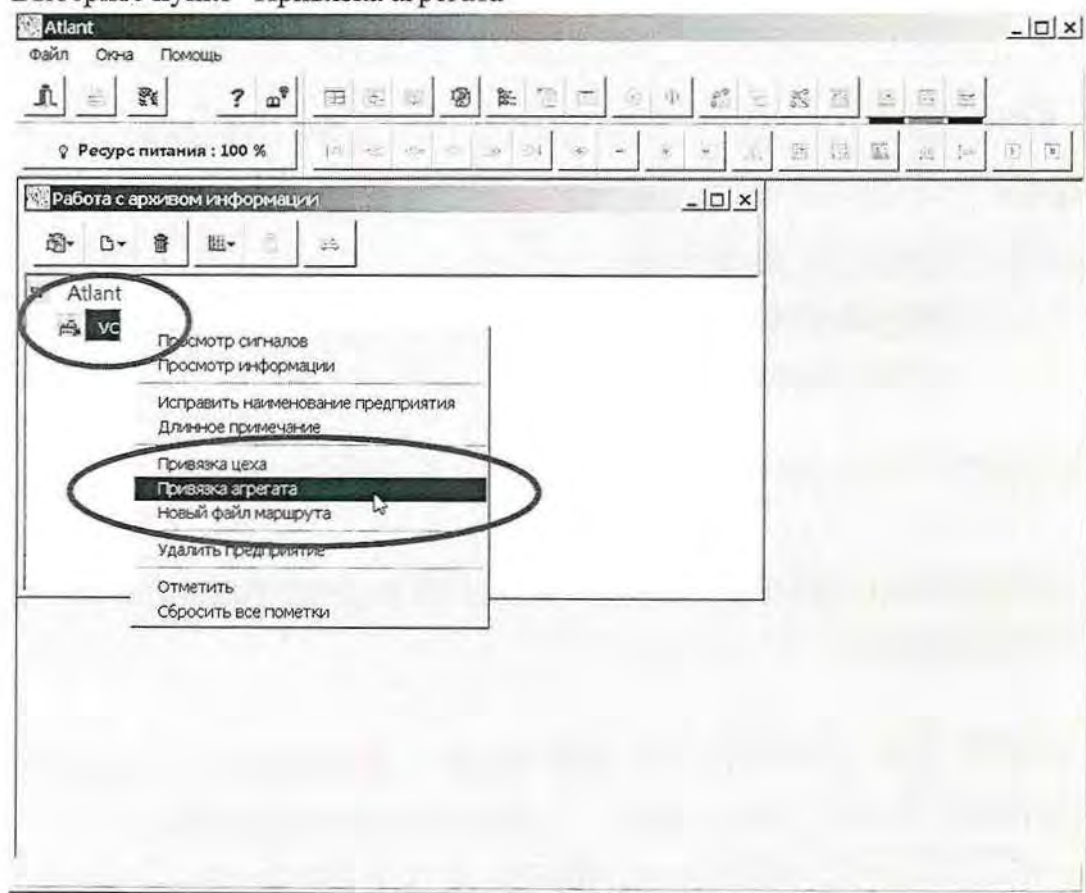 Atlant
Файл Окна Помощь
Ресурс питания : 100 %
Работа с архивом информации
Atlant
УС
Просмотр сигналов
Просмотр информации
Исправить наименование предприятия
Длинное примечание
Привязка цеха
Привязка агрегата
Новый файл маршрута
Удалить предприятие
Отметить
Сбросить все пометки